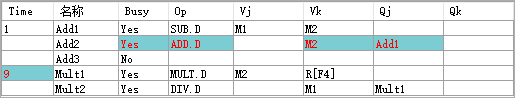 Time 名称 Busy Op Vj Vk Qj Qk
1 Add1 Yes SUB.D M1 M2
Add2 Yes ADD.D M2 Add1
Add3 No
9 Mult1 Yes MULT.D M2 R[F4]
Mult2 Yes DIV.D M1 Mult1